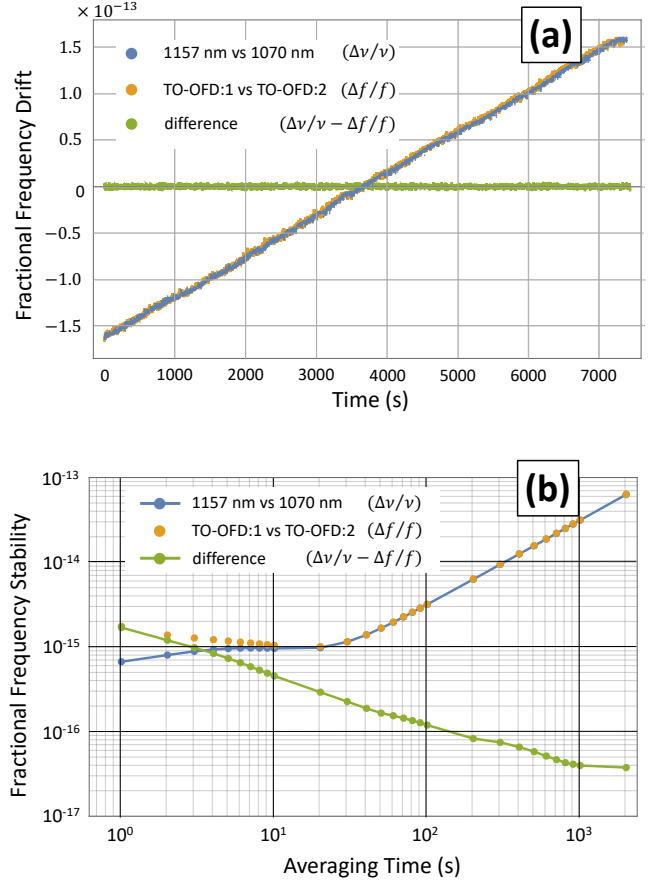 × 10⁻¹³
(a)
1157 nm vs 1070 nm (Δν/ν)
TO-OFD:1 vs TO-OFD:2 (Δf/f)
difference (Δν/ν − Δf/f)
Fractional Frequency Drift
1.5
1.0
0.5
0
−0.5
−1.0
−1.5
0 1000 2000 3000 4000 5000 6000 7000
Time (s)
(b)
1157 nm vs 1070 nm (Δν/ν)
TO-OFD:1 vs TO-OFD:2 (Δf/f)
difference (Δν/ν − Δf/f)
Fractional Frequency Stability
10⁻¹³
10⁻¹⁴
10⁻¹⁵
10⁻¹⁶
10⁻¹⁷
10⁰ 10¹ 10² 10³
Averaging Time (s)